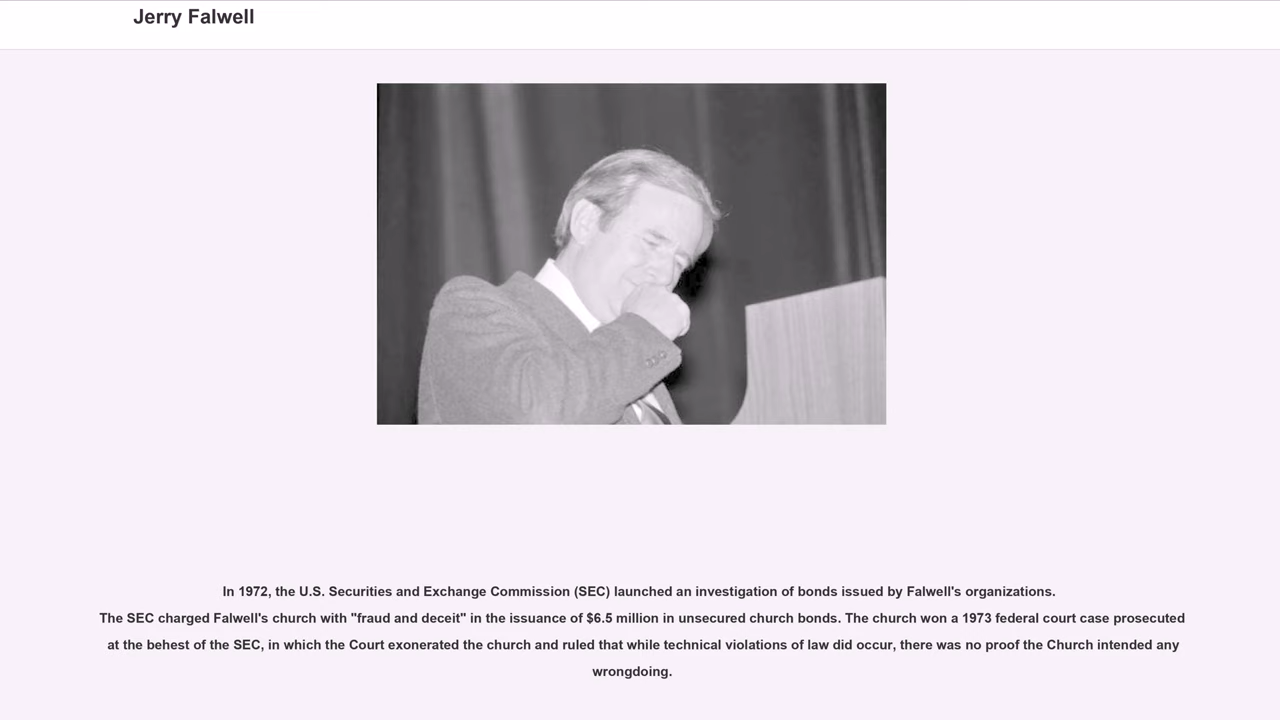 Jerry Falwell
In 1972, the U.S. Securities and Exchange Commission (SEC) launched an investigation of bonds issued by Falwell's organizations.
The SEC charged Falwell's church with "fraud and deceit" in the issuance of $6.5 million in unsecured church bonds. The church won a 1973 federal court case prosecuted
at the behest of the SEC, in which the Court exonerated the church and ruled that while technical violations of law did occur, there was no proof the Church intended any
wrongdoing.